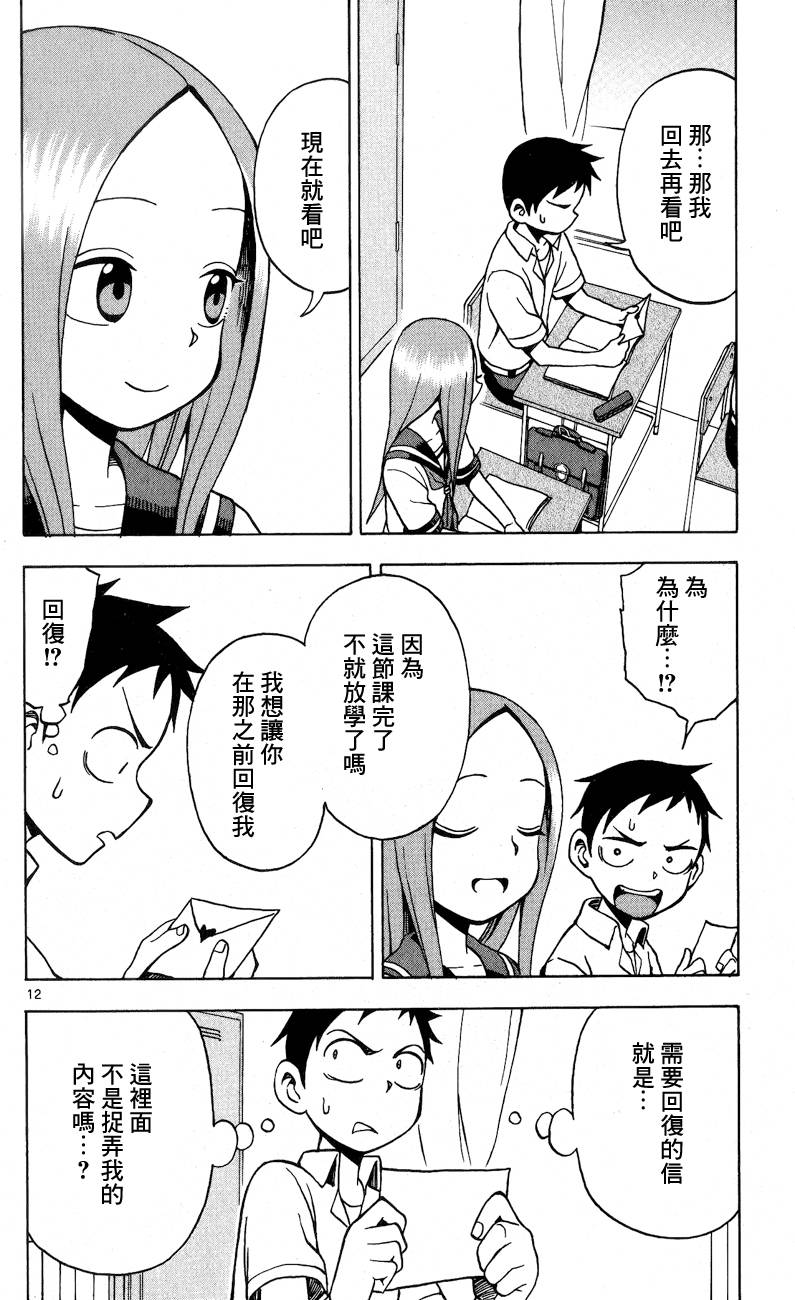 那…那我
回去再看吧
現在就看吧
為
為什麼…!?
因為
這節課完了
不就放學了嗎
我想讓你
在那之前回復我
回復!?
12
需要回復的信
就是…
這裡面
不是捉弄我的
內容嗎…?